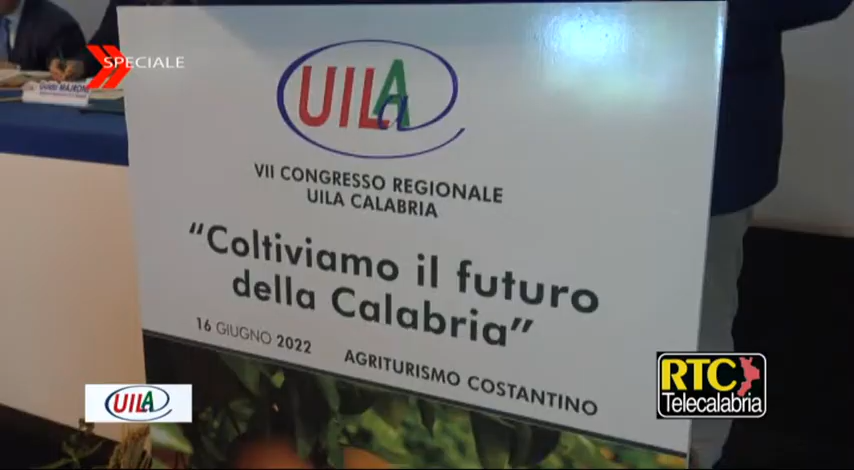 SPECIALE
UILA
VII CONGRESSO REGIONALE
UILA CALABRIA
“Coltiviamo il futuro
della Calabria”
16 GIUGNO 2022
AGRITURISMO COSTANTINO
UILA
RTC
Telecalabria